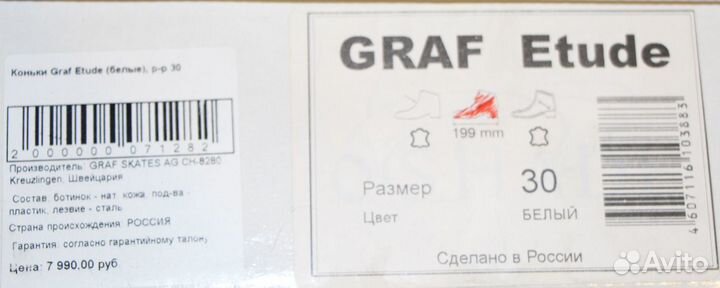 Коньки Graf Etude (белые), р-р 30
2 000000 071282
Производитель: GRAF SKATES AG CH-8280
Kreuzlingen, Швейцария
Состав: ботинок - нат. кожа, под-ва -
пластик, лезвие - сталь
Страна происхождения: РОССИЯ
Гарантия: согласно гарантийному талону
Цена: 7 990.00 руб
GRAF Etude
199 mm
Размер 30
Цвет БЕЛЫЙ
Сделано в России
4607116103883
Avito